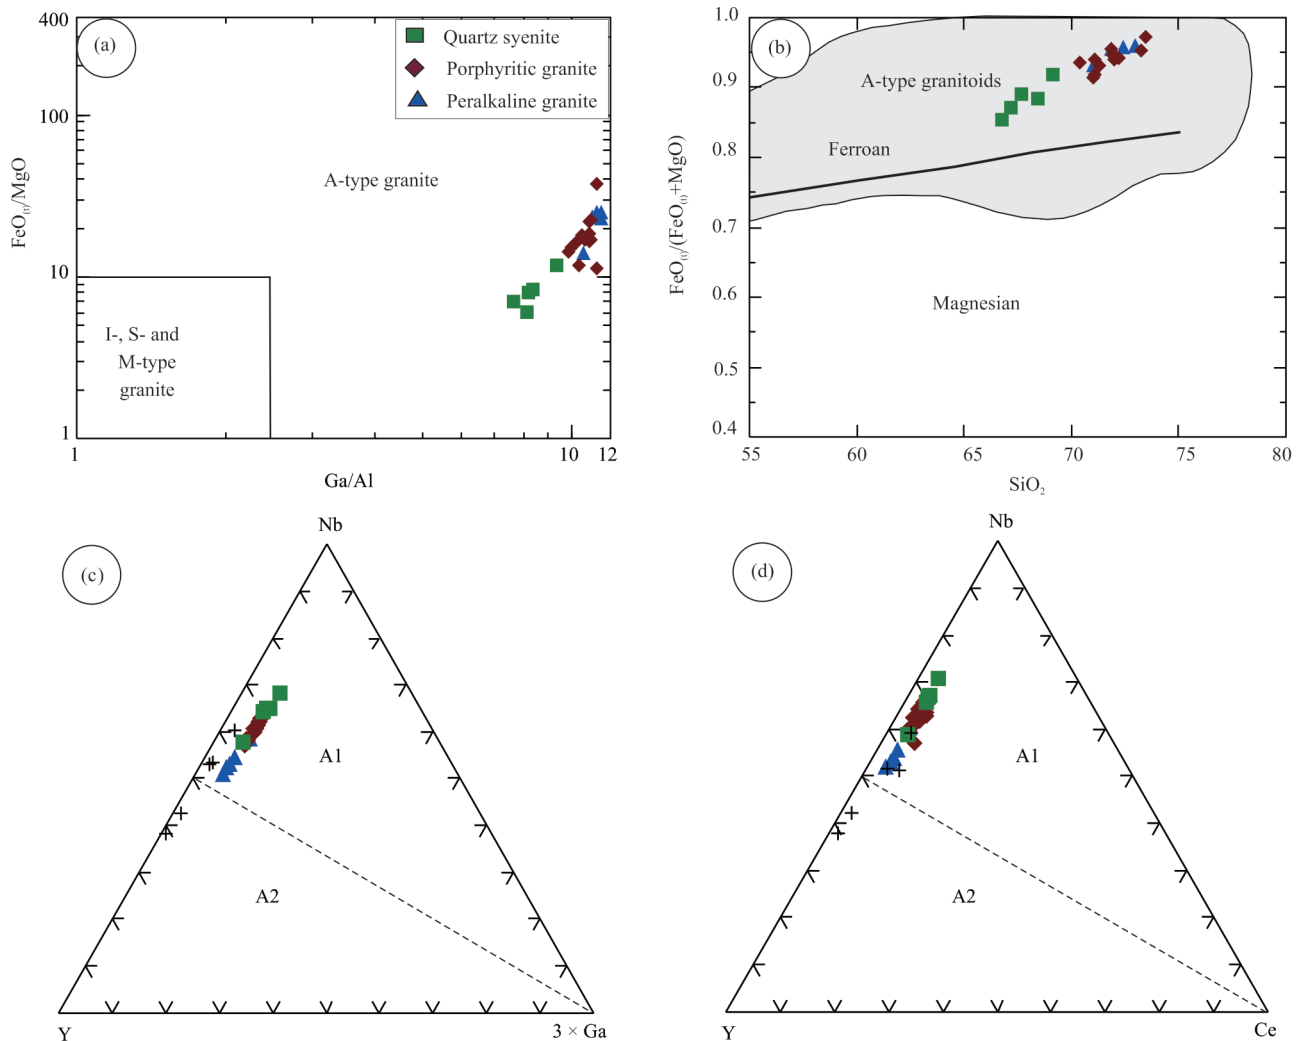 (a)
400
100
10
1
FeO(t)/MgO
Quartz syenite
Porphyritic granite
Peralkaline granite
A-type granite
I-, S- and
M-type
granite
1
10
12
Ga/Al
(b)
1.0
0.9
0.8
0.7
0.6
0.5
0.4
FeO(t)/(FeO(t)+MgO)
A-type granitoids
Ferroan
Magnesian
55
60
65
70
75
80
SiO₂
(c)
Nb
A1
A2
Y
3 × Ga
(d)
Nb
A1
A2
Y
Ce